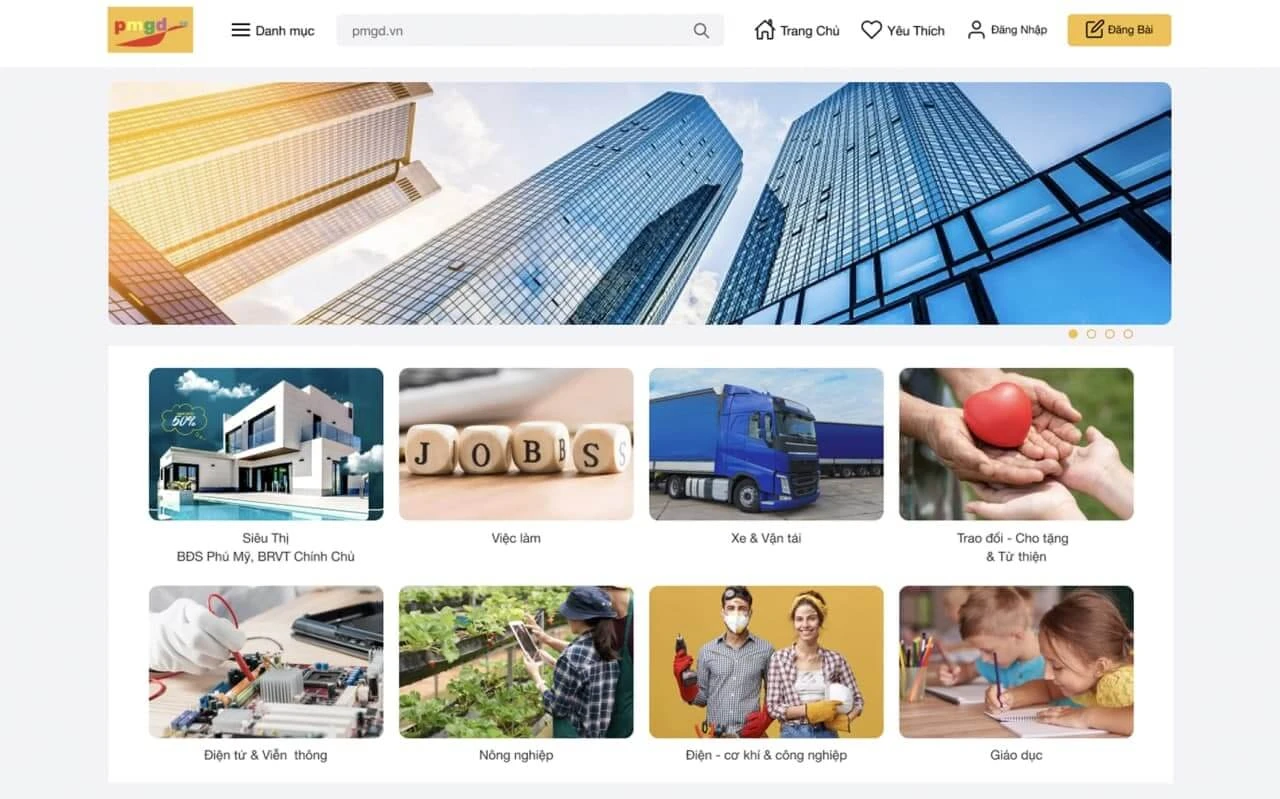 pmgd
Danh mục
pmgd.vn
Trang Chủ
Yêu Thích
Đăng Nhập
Đăng Bài
50%
JOBS
Siêu Thị
BĐS Phú Mỹ, BRVT Chính Chủ
Việc làm
Xe & Vận tải
Trao đổi - Cho tặng
& Từ thiện
Điện tử & Viễn thông
Nông nghiệp
Điện - cơ khí & công nghiệp
Giáo dục